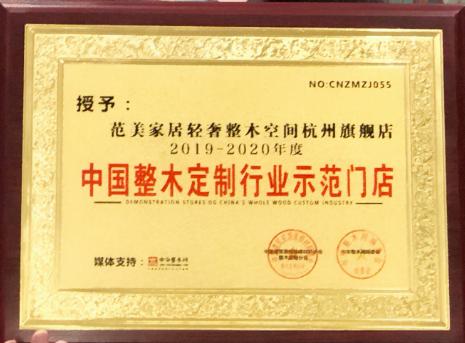 NO:CNZMZJ055
授予：
范美家居轻奢整木空间杭州旗舰店
2019-2020年度
中国整木定制行业示范门店
DEMONSTRATION STORES OG CHINA'S WHOLE WOOD CUSTOM INDUSTRY
媒体支持：